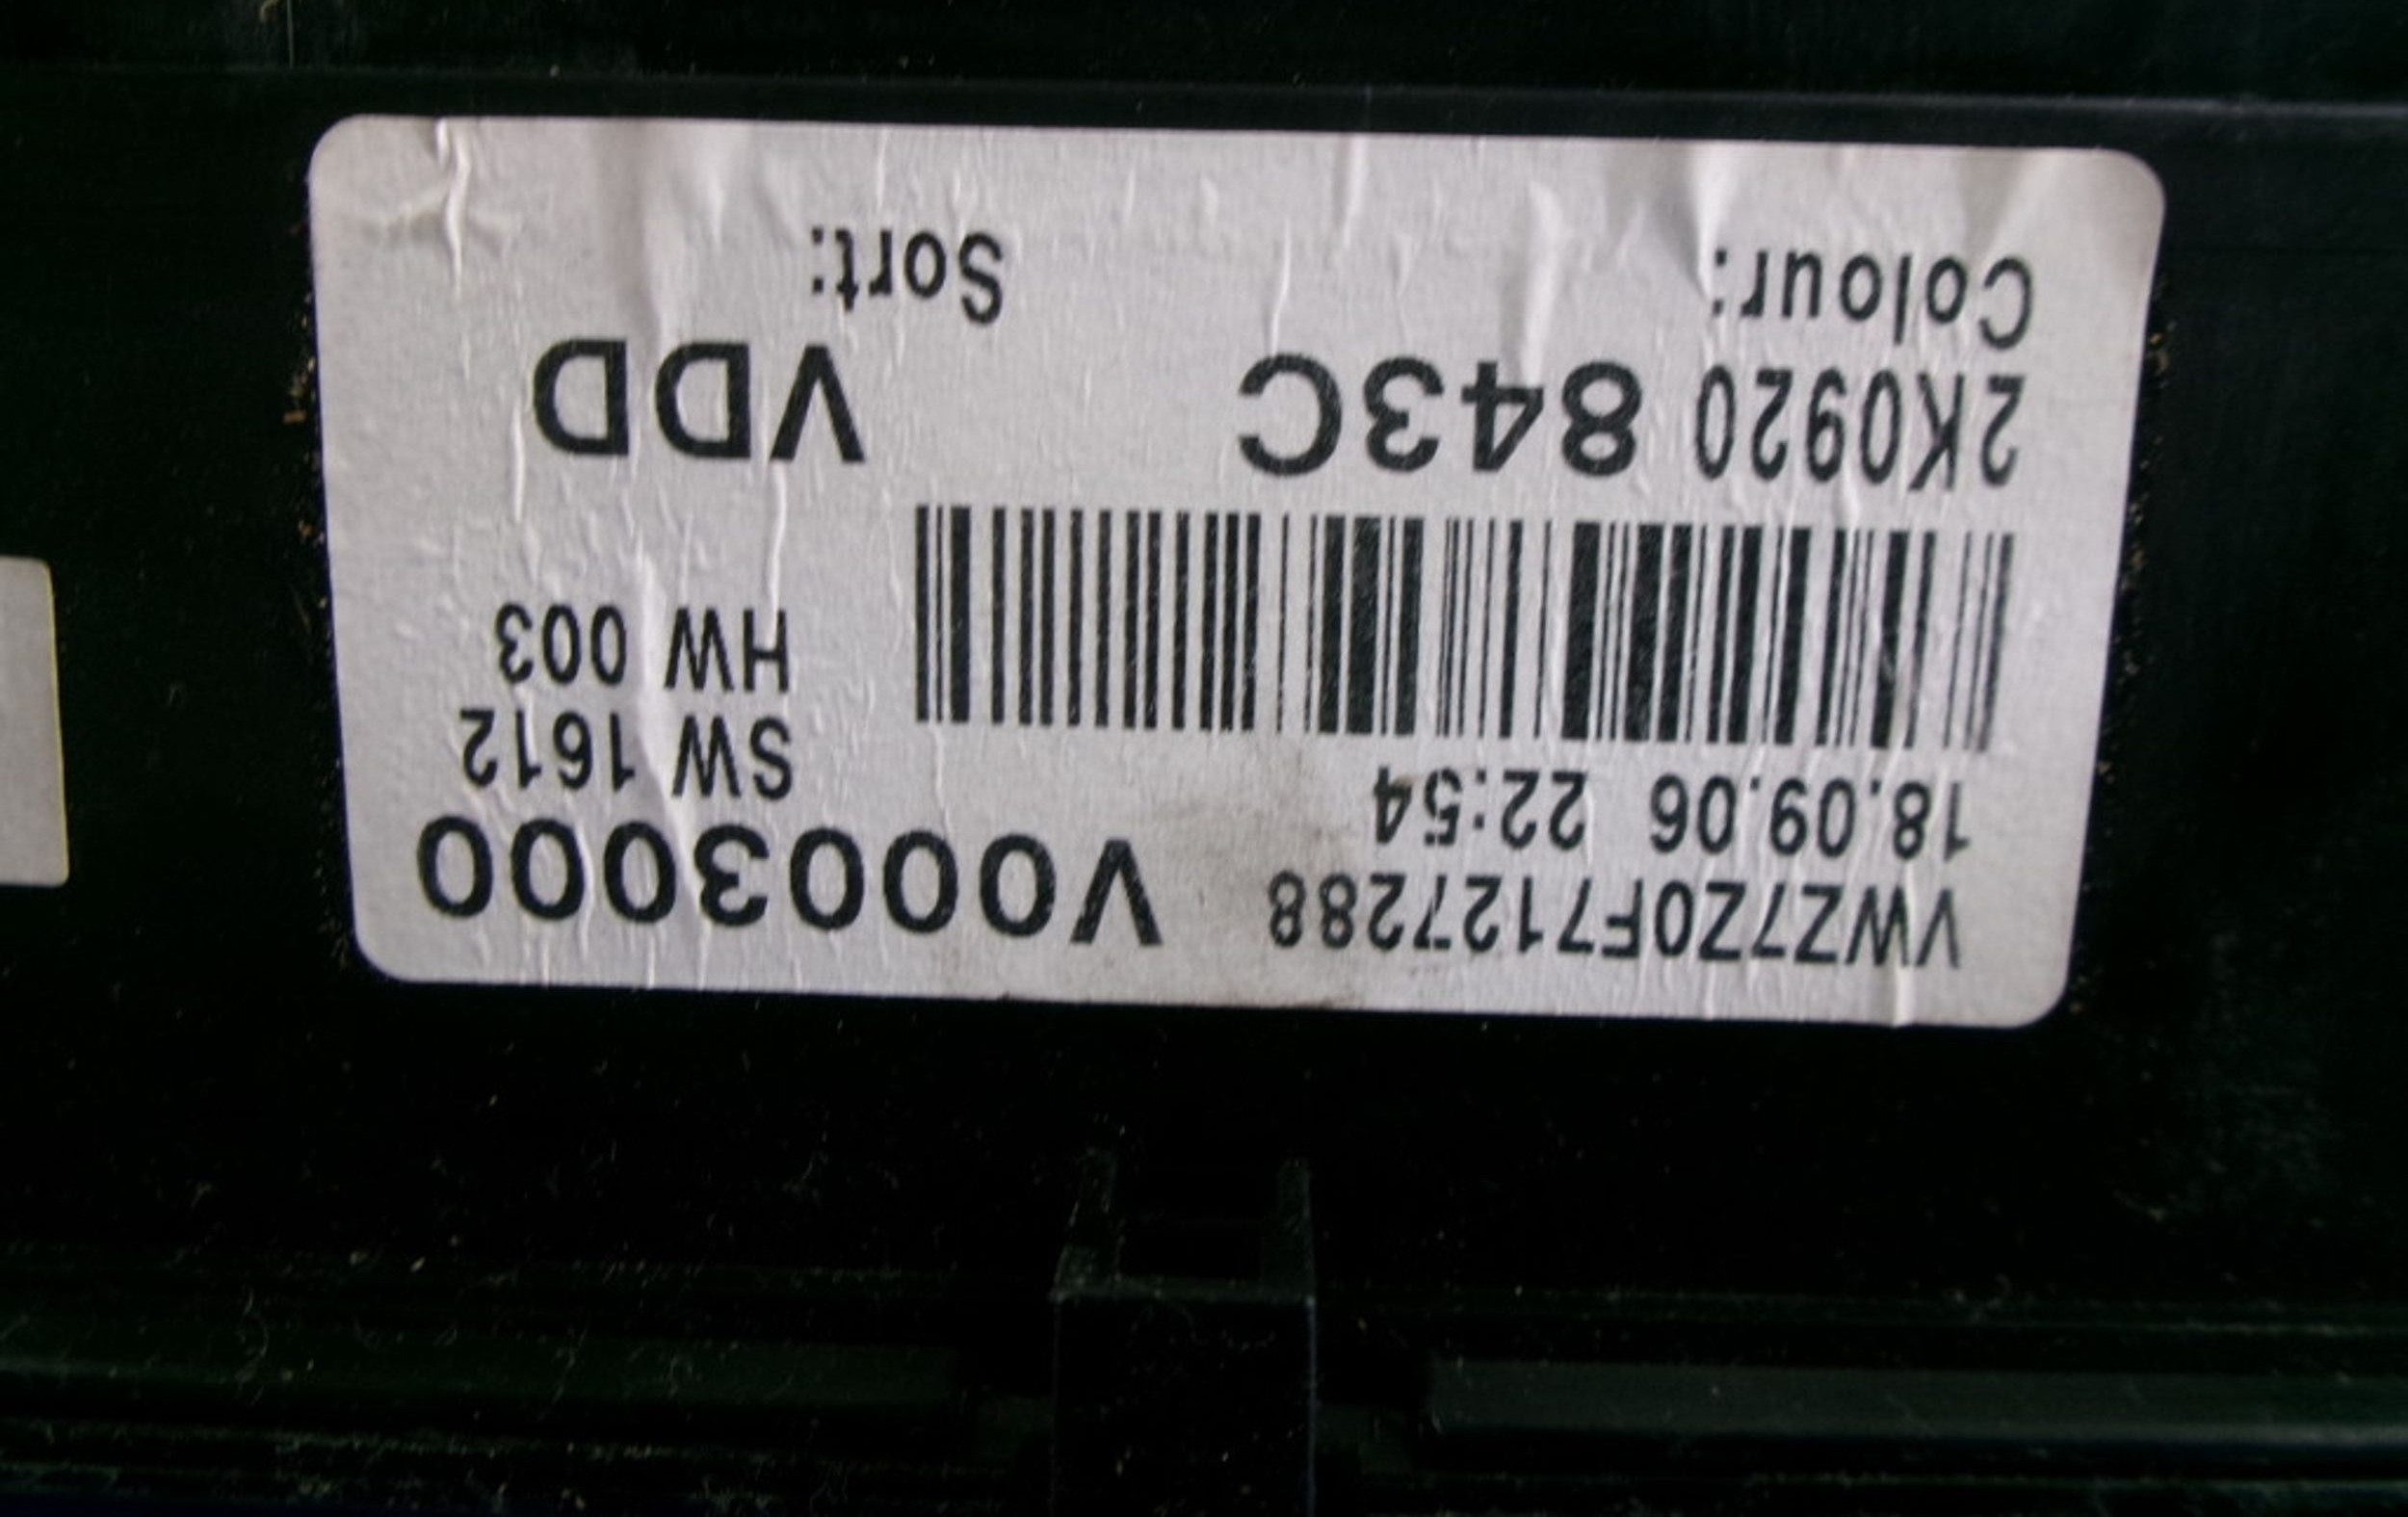 VWZ7Z0F7127288 V0003000
18.09.06 22:54 SW 1612
HW 003
2K0920 843C VDD
Colour: Sort: